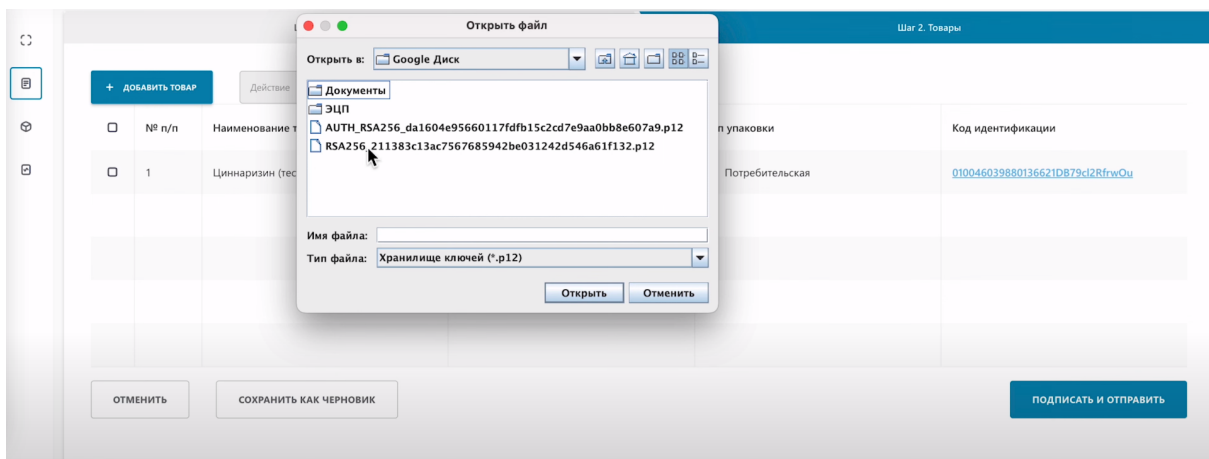 Открыть файл
Шаг 2. Товары
Открыть в:
Google Диск
Документы
ЭЦП
AUTH_RSA256_da1604e95660117fdfb15c2cd7e9aa0bb8e607a9.p12
RSA256_211383c13ac7567685942be031242d546a61f132.p12
Имя файла:
Тип файла:
Хранилище ключей (*.p12)
Открыть
Отменить
+ ДОБАВИТЬ ТОВАР
Действие
№ п/п
Наименование
упаковки
Код идентификации
1
Циннаризин
Потребительская
010046039880136621DB79cl2RfrwOu
ОТМЕНИТЬ
СОХРАНИТЬ КАК ЧЕРНОВИК
ПОДПИСАТЬ И ОТПРАВИТЬ